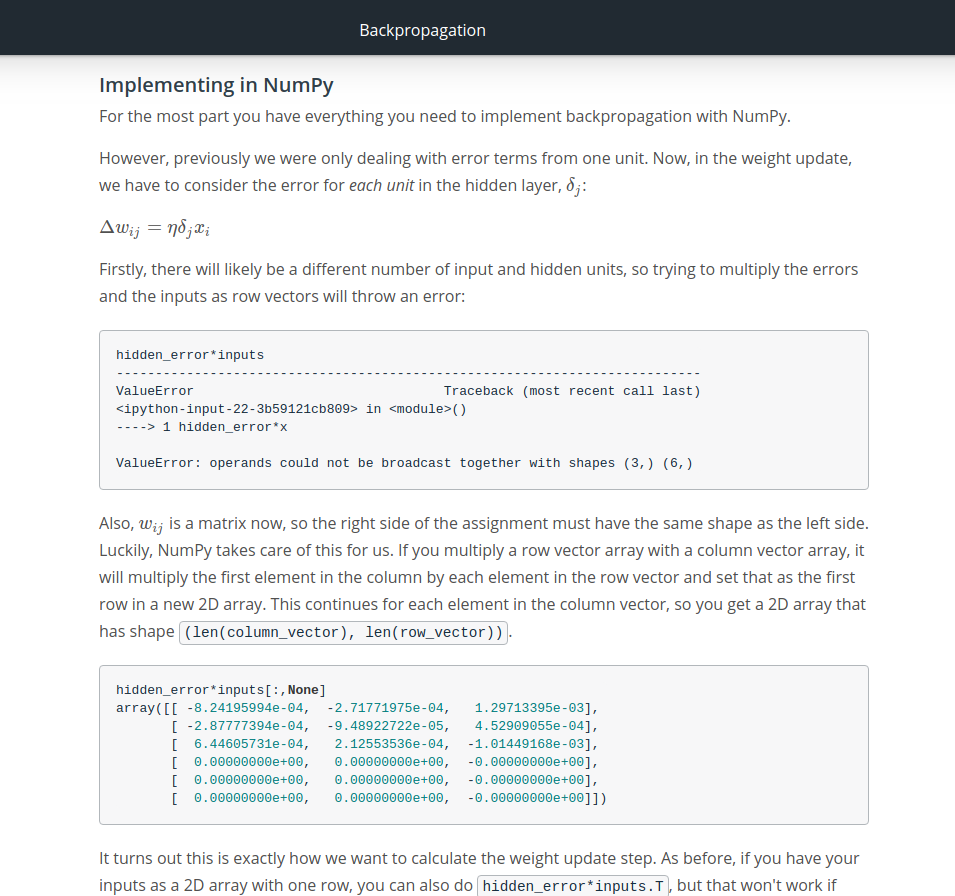 Backpropagation
Implementing in NumPy
For the most part you have everything you need to implement backpropagation with NumPy.
However, previously we were only dealing with error terms from one unit. Now, in the weight update,
we have to consider the error for each unit in the hidden layer, δj:
Δwij = ηδjxi
Firstly, there will likely be a different number of input and hidden units, so trying to multiply the errors
and the inputs as row vectors will throw an error:
hidden_error*inputs
---------------------------------------------------------------------------
ValueError                                Traceback (most recent call last)
<ipython-input-22-3b59121cb809> in <module>()
----> 1 hidden_error*x
ValueError: operands could not be broadcast together with shapes (3,) (6,)
Also, wij is a matrix now, so the right side of the assignment must have the same shape as the left side.
Luckily, NumPy takes care of this for us. If you multiply a row vector array with a column vector array, it
will multiply the first element in the column by each element in the row vector and set that as the first
row in a new 2D array. This continues for each element in the column vector, so you get a 2D array that
has shape (len(column_vector), len(row_vector)).
hidden_error*inputs[:,None]
array([[ -8.24195994e-04,  -2.71771975e-04,   1.29713395e-03],
       [ -2.87777394e-04,  -9.48922722e-05,   4.52909055e-04],
       [  6.44605731e-04,   2.12553536e-04,  -1.01449168e-03],
       [  0.00000000e+00,   0.00000000e+00,  -0.00000000e+00],
       [  0.00000000e+00,   0.00000000e+00,  -0.00000000e+00],
       [  0.00000000e+00,   0.00000000e+00,  -0.00000000e+00]])
It turns out this is exactly how we want to calculate the weight update step. As before, if you have your
inputs as a 2D array with one row, you can also do hidden_error*inputs.T, but that won't work if